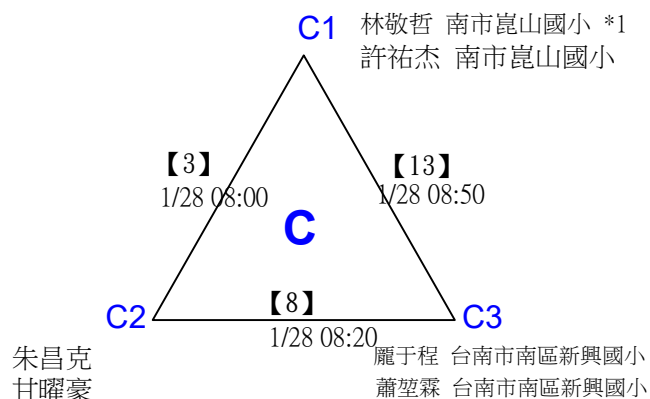 C1
林敬哲 南市崑山國小 *1
許祐杰 南市崑山國小
【3】
1/28 08:00
【13】
1/28 08:50
C
【8】
1/28 08:20
C2
C3
朱昌克
甘曜豪
龎于程 台南市南區新興國小
蕭堃霖 台南市南區新興國小